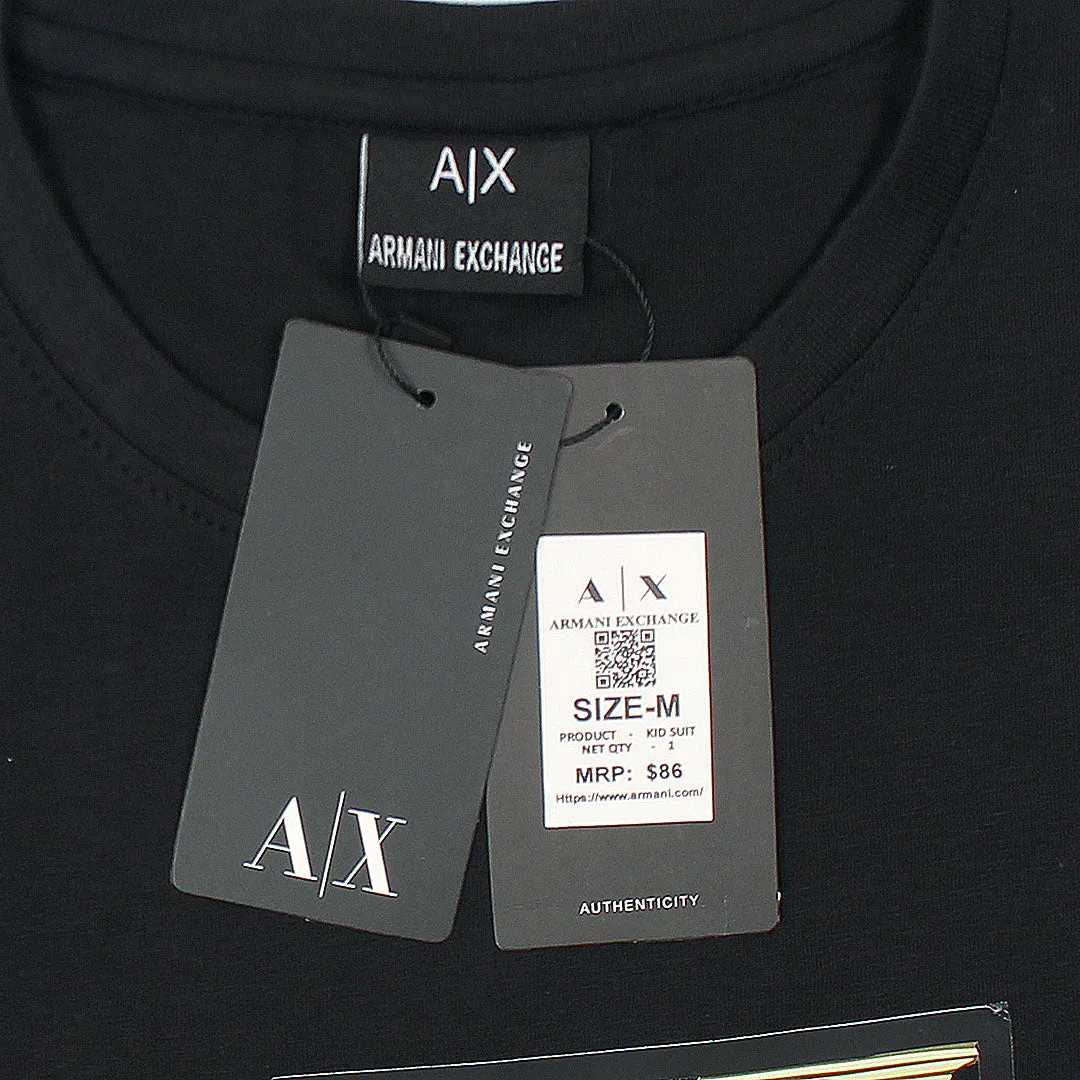 A|X
ARMANI EXCHANGE
ARMANI EXCHANGE
A|X
A|X
ARMANI EXCHANGE
SIZE-M
PRODUCT - KID SUIT
NET QTY - 1
MRP: $86
Https://www.armani.com/
AUTHENTICITY